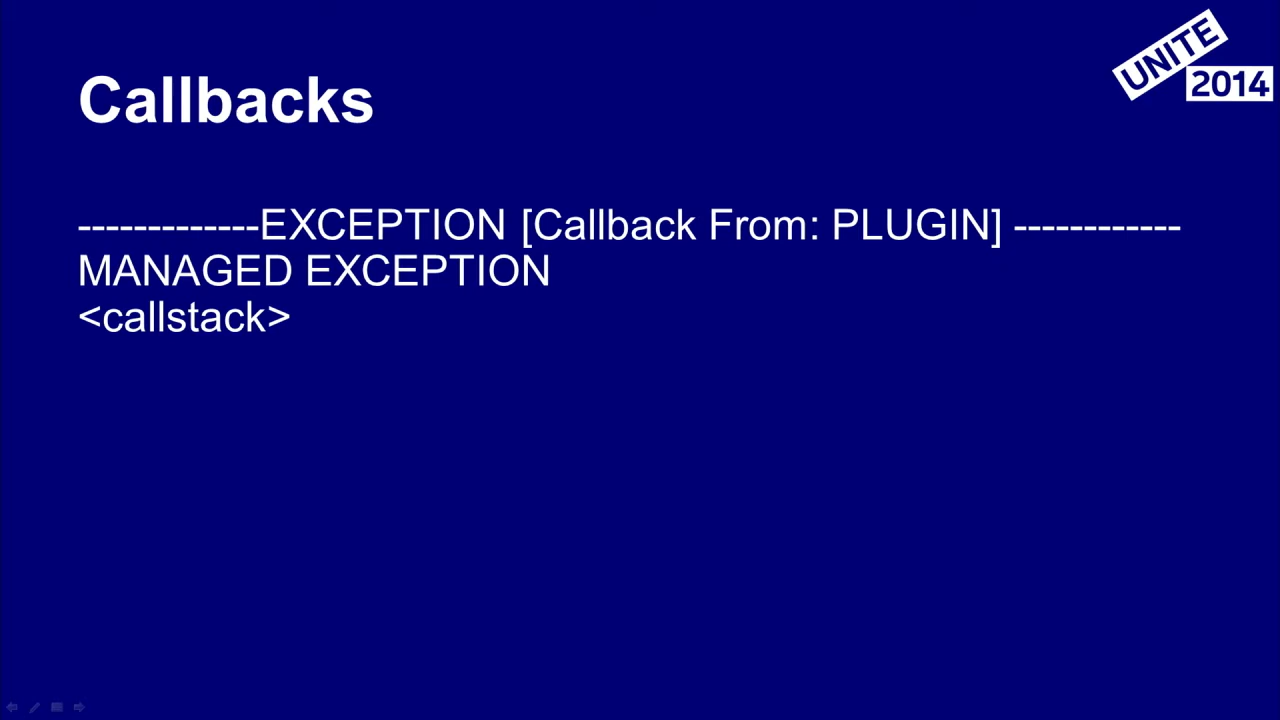 UNITE
2014
Callbacks
-------------EXCEPTION [Callback From: PLUGIN] ------------
MANAGED EXCEPTION
<callstack>